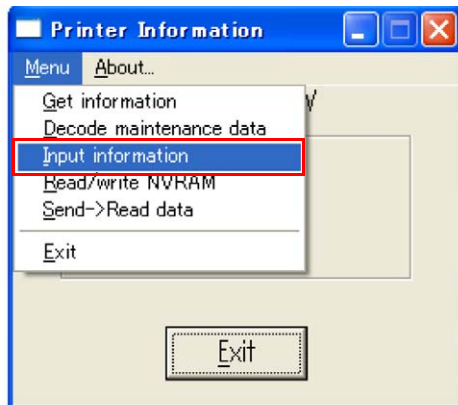 Printer Information
Menu About...
Get information
Decode maintenance data
Input information
Read/write NVRAM
Send->Read data
Exit
Exit